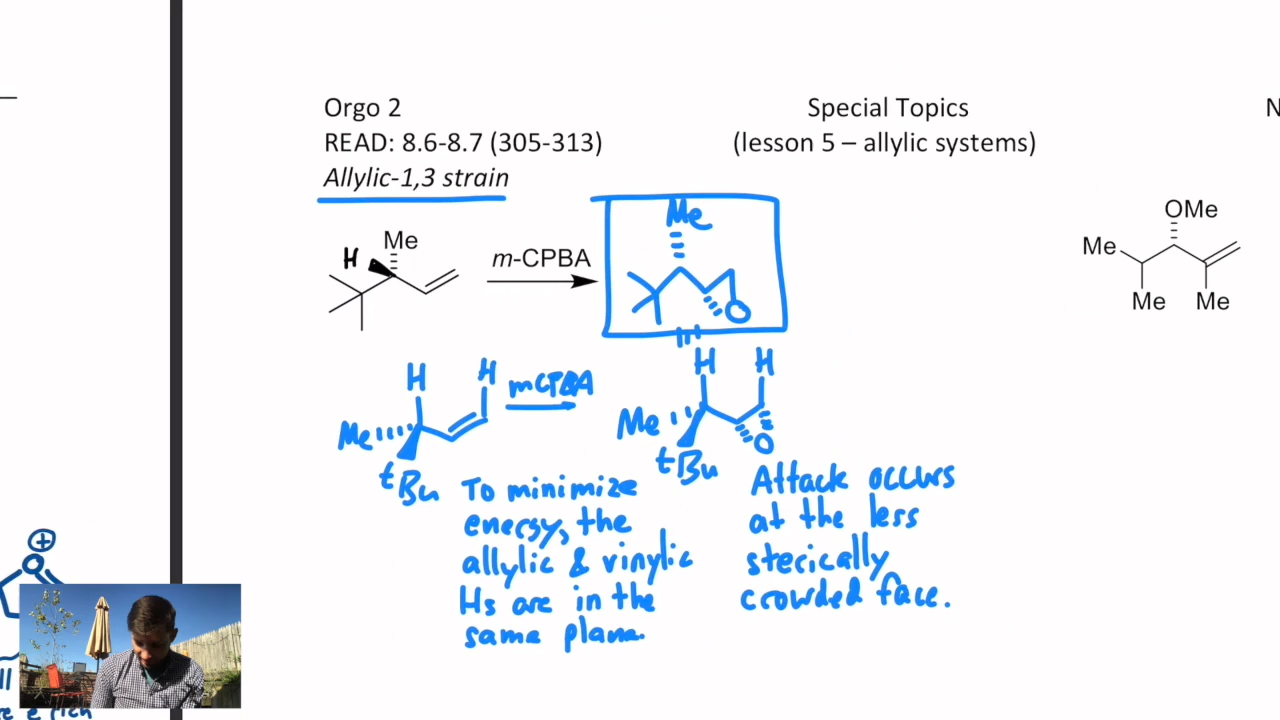 Orgo 2
Special Topics
N
READ: 8.6-8.7 (305-313)
(lesson 5 – allylic systems)
Allylic-1,3 strain
Me
OMe
H
Me
m-CPBA
Me
O
Me
Me
H
H
mCPBA
H
H
Me
Me
O
tBu
tBu
To minimize
energy, the
allylic & vinylic
Hs are in the
same plane.
Attack occurs
at the less
sterically
crowded face.
+